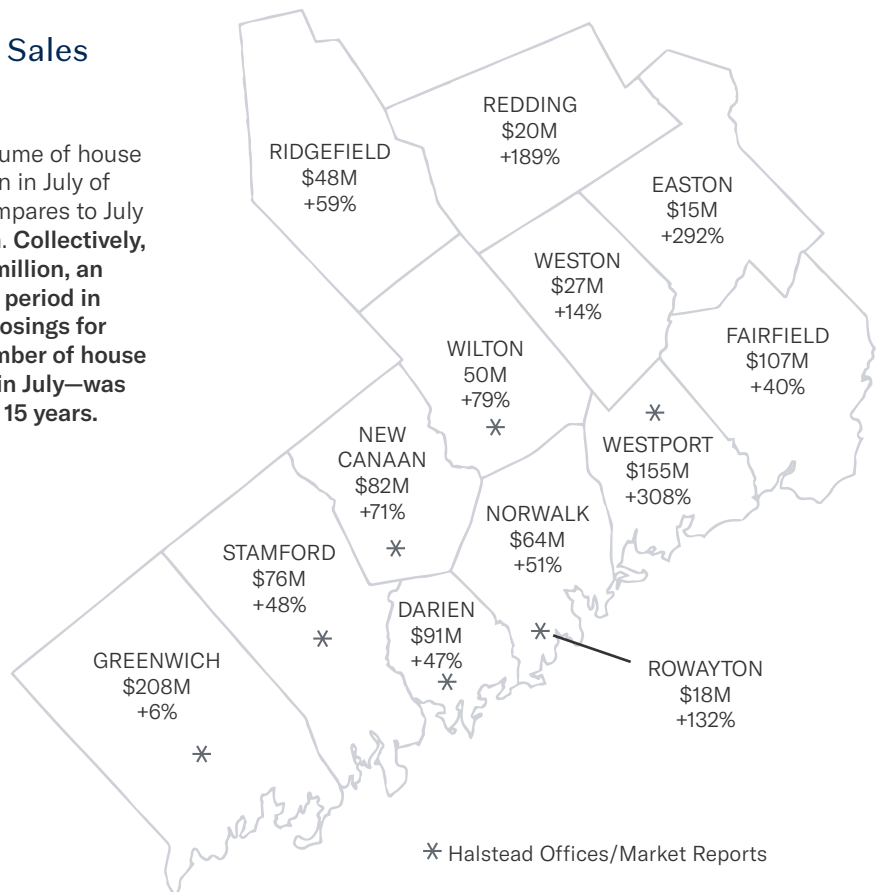 Sales
ume of house
n in July of
mpares to July
. Collectively,
million, an
period in
osings for
mber of house
in July—was
15 years.
RIDGEFIELD
$48M
+59%
REDDING
$20M
+189%
EASTON
$15M
+292%
WESTON
$27M
+14%
FAIRFIELD
$107M
+40%
WILTON
50M
+79%
WESTPORT
$155M
+308%
NEW
CANAAN
$82M
+71%
NORWALK
$64M
+51%
STAMFORD
$76M
+48%
DARIEN
$91M
+47%
GREENWICH
$208M
+6%
ROWAYTON
$18M
+132%
Halstead Offices/Market Reports